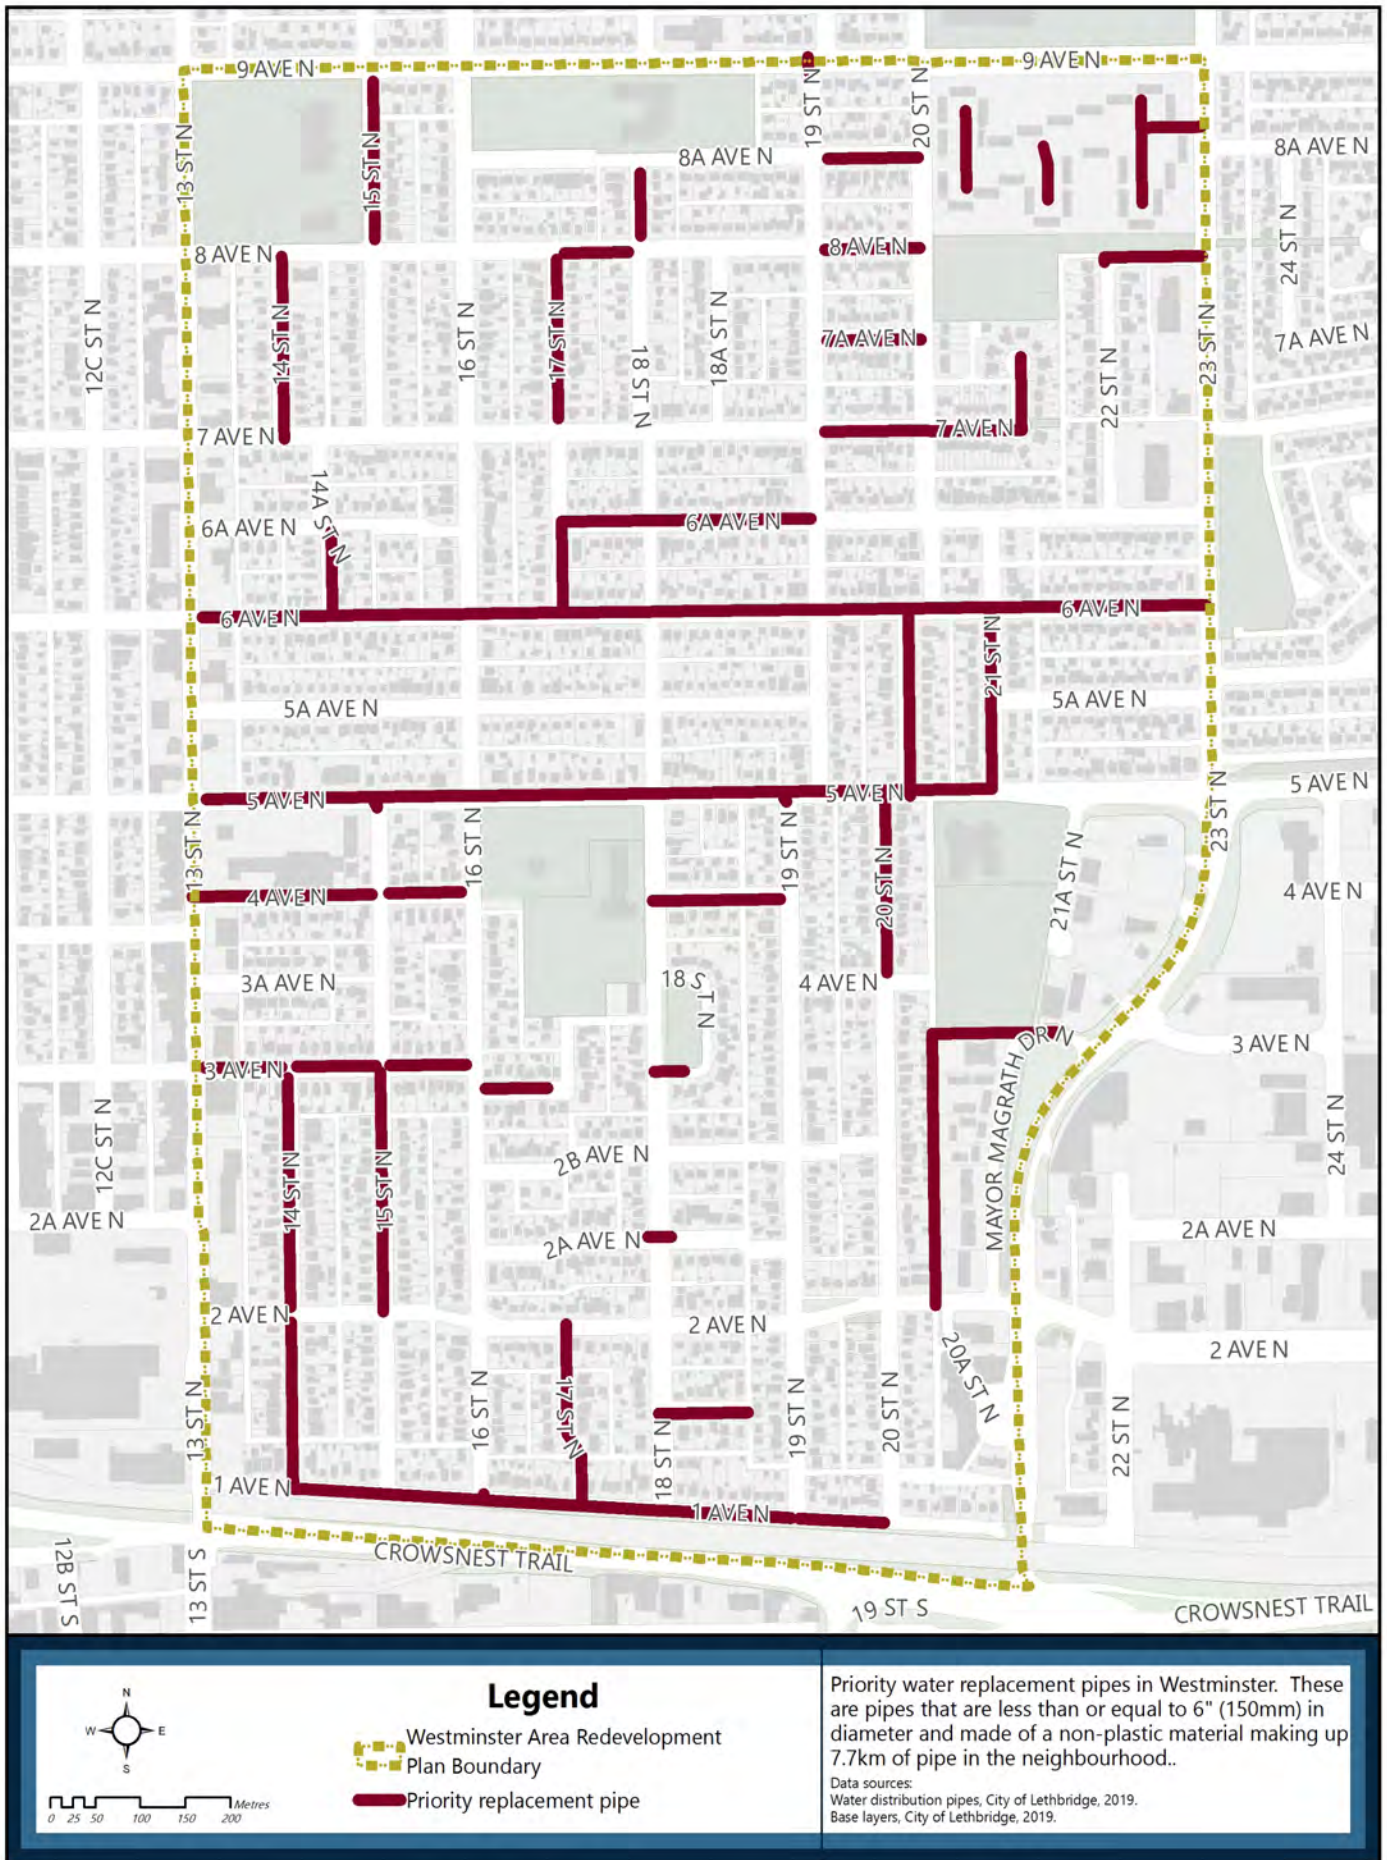 9 AVE N
9 AVE N
19 ST N
20 ST N
13 ST N
15 ST N
8A AVE N
8A AVE N
8 AVE N
8 AVE N
24 ST N
12C ST N
14 ST N
16 ST N
17 ST N
18 ST N
18A ST N
7A AVE N
22 ST N
23 ST N
7A AVE N
7 AVE N
7 AVE N
14A ST N
6A AVE N
6A AVE N
6 AVE N
6 AVE N
21 ST N
5A AVE N
5A AVE N
5 AVE N
5 AVE N
5 AVE N
13 ST N
16 ST N
19 ST N
20 ST N
21A ST N
23 ST N
4 AVE N
4 AVE N
3A AVE N
18 ST N
4 AVE N
3 AVE N
MAYOR MAGRATH DR N
3 AVE N
12C ST N
14 ST N
15 ST N
2B AVE N
24 ST N
2A AVE N
2A AVE N
2A AVE N
2 AVE N
2 AVE N
2 AVE N
13 ST N
16 ST N
17 ST N
18 ST N
19 ST N
20 ST N
20A ST N
22 ST N
1 AVE N
1 AVE N
12B ST S
13 ST S
CROWSNEST TRAIL
19 ST S
CROWSNEST TRAIL
N
W
E
S
0 25 50 100 150 200 Metres
Legend
Westminster Area Redevelopment
Plan Boundary
Priority replacement pipe
Priority water replacement pipes in Westminster. These
are pipes that are less than or equal to 6" (150mm) in
diameter and made of a non-plastic material making up
7.7km of pipe in the neighbourhood..
Data sources:
Water distribution pipes, City of Lethbridge, 2019.
Base layers, City of Lethbridge, 2019.